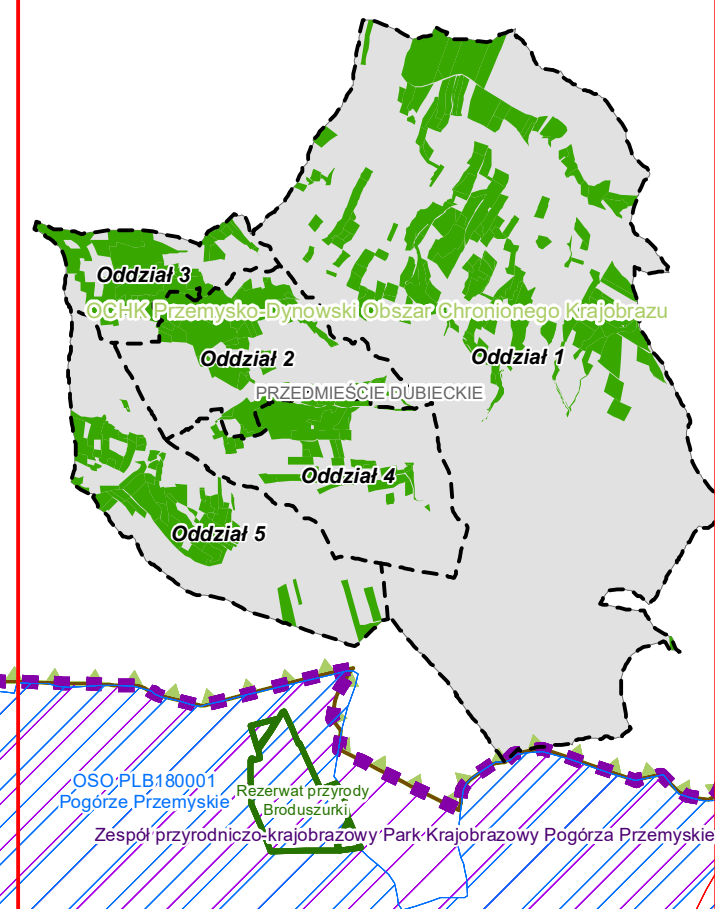 Oddział 3
OCHK Przemysko-Dynowski Obszar Chronionego Krajobrazu
Oddział 2
Oddział 1
PRZEDMIEŚCIE DUBIECKIE
Oddział 4
Oddział 5
OSO PLB180001
Pogórze Przemyskie
Rezerwat przyrody
Broduszurki
Zespół przyrodniczo-krajobrazowy Park Krajobrazowy Pogórza Przemyskie